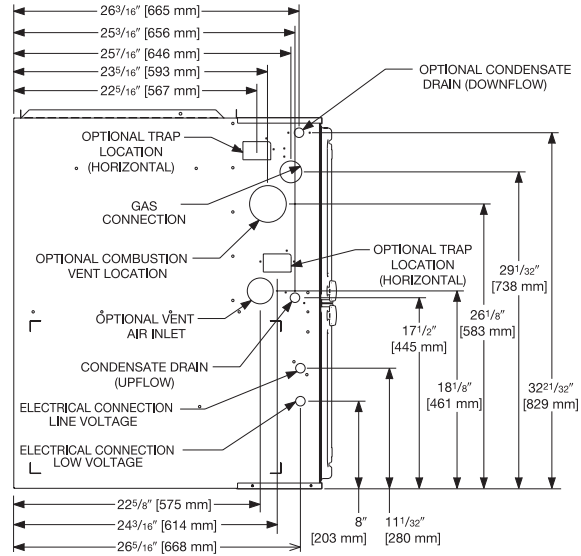 26 3/16" [665 mm]
25 3/16" [656 mm]
25 7/16" [646 mm]
23 5/16" [593 mm]
22 5/16" [567 mm]
OPTIONAL CONDENSATE
DRAIN (DOWNFLOW)
OPTIONAL TRAP
LOCATION
(HORIZONTAL)
GAS
CONNECTION
OPTIONAL COMBUSTION
VENT LOCATION
OPTIONAL TRAP
LOCATION
(HORIZONTAL)
29 1/32"
[738 mm]
26 1/8"
[583 mm]
OPTIONAL VENT
AIR INLET
17 1/2"
[445 mm]
CONDENSATE DRAIN
(UPFLOW)
18 1/8"
[461 mm]
32 21/32"
[829 mm]
ELECTRICAL CONNECTION
LINE VOLTAGE
ELECTRICAL CONNECTION
LOW VOLTAGE
22 5/8" [575 mm]
24 3/16" [614 mm]
26 5/16" [668 mm]
8"
[203 mm]
11 1/32"
[280 mm]